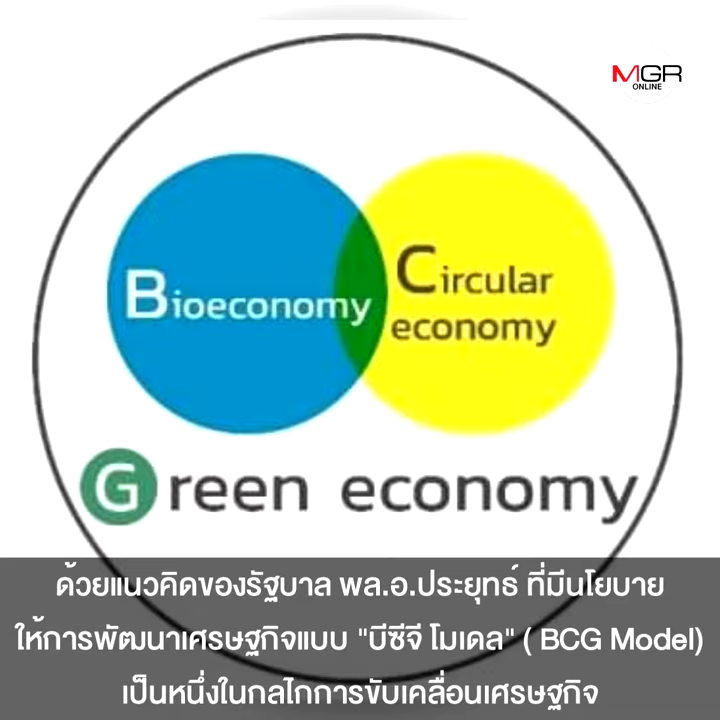 MGR
ONLINE
Bioeconomy
Circular
economy
Green economy
ด้วยแนวคิดของรัฐบาล พล.อ.ประยุทธ์ ที่มีนโยบาย
ให้การพัฒนาเศรษฐกิจแบบ "บีซีจี โมเดล" ( BCG Model)
เป็นหนึ่งในกลไกการขับเคลื่อนเศรษฐกิจ